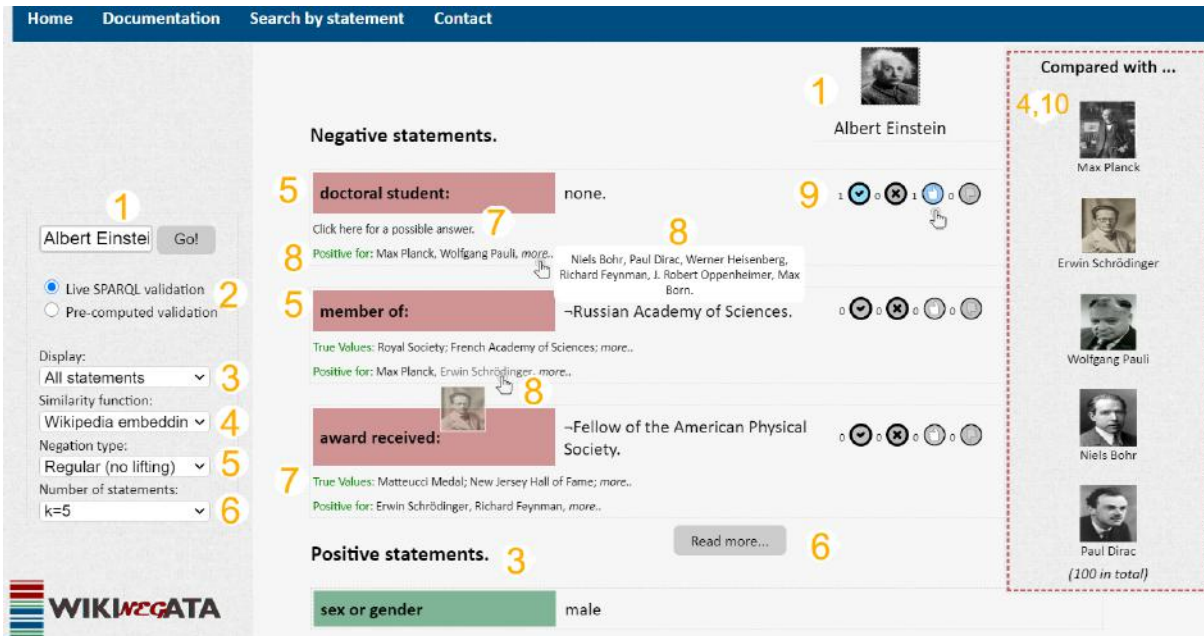 Home Documentation Search by statement Contact
Compared with ...
1
4,10
Albert Einstein
Max Planck
Erwin Schrödinger
Wolfgang Pauli
Niels Bohr
Paul Dirac
(100 in total)
1
Albert Einstei Go!
Live SPARQL validation
2
Pre-computed validation
Display:
All statements 3
Similarity function:
Wikipedia embeddin 4
Negation type:
Regular (no lifting) 5
Number of statements:
k=5 6
WIKINEGATA
Negative statements.
5 doctoral student: none. 9 1 0 1 0
Click here for a possible answer. 7
8 Positive for: Max Planck, Wolfgang Pauli, more..
8
Niels Bohr, Paul Dirac, Werner Heisenberg,
Richard Feynman, J. Robert Oppenheimer, Max
Born.
5 member of: ¬Russian Academy of Sciences. 0 0 0 0
True Values: Royal Society; French Academy of Sciences; more..
Positive for: Max Planck, Erwin Schrödinger, more..
8
award received: ¬Fellow of the American Physical
Society. 0 0 0 0
7 True Values: Matteucci Medal; New Jersey Hall of Fame; more..
Positive for: Erwin Schrödinger, Richard Feynman, more..
Read more... 6
Positive statements. 3
sex or gender male